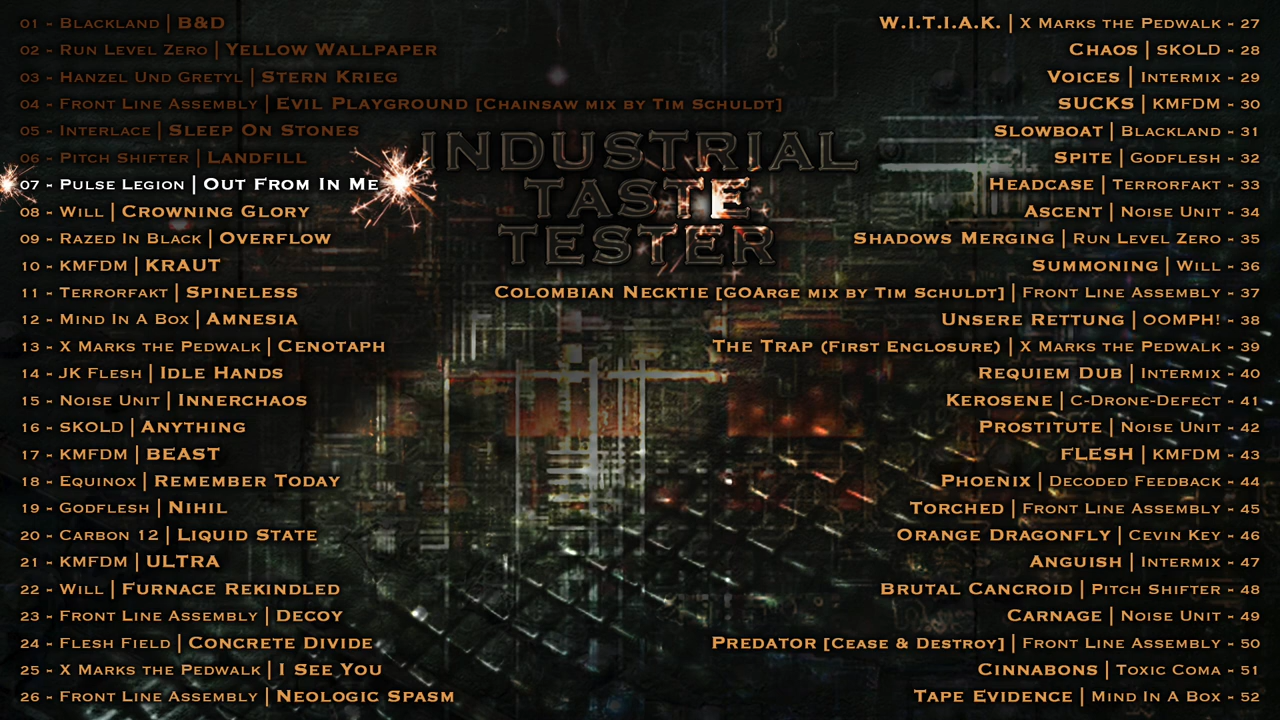 01 - Blackland | B&D
02 - Run Level Zero | Yellow Wallpaper
03 - Hanzel Und Gretyl | Stern Krieg
04 - Front Line Assembly | Evil Playground [Chainsaw mix by Tim Schuldt]
05 - Interlace | Sleep On Stones
06 - Pitch Shifter | Landfill
07 - Pulse Legion | Out From In Me
08 - Will | Crowning Glory
09 - Razed In Black | Overflow
10 - KMFDM | KRAUT
11 - Terrorfakt | Spineless
12 - Mind In A Box | Amnesia
13 - X Marks the Pedwalk | Cenotaph
14 - JK Flesh | Idle Hands
15 - Noise Unit | Innerchaos
16 - SKOLD | Anything
17 - KMFDM | BEAST
18 - Equinox | Remember Today
19 - Godflesh | Nihil
20 - Carbon 12 | Liquid State
21 - KMFDM | ULTRA
22 - Will | Furnace Rekindled
23 - Front Line Assembly | Decoy
24 - Flesh Field | Concrete Divide
25 - X Marks the Pedwalk | I See You
26 - Front Line Assembly | Neologic Spasm
INDUSTRIAL
TASTE
TESTER
W.I.T.I.A.K. | X Marks the Pedwalk - 27
Chaos | SKOLD - 28
Voices | Intermix - 29
SUCKS | KMFDM - 30
Slowboat | Blackland - 31
Spite | Godflesh - 32
Headcase | Terrorfakt - 33
Ascent | Noise Unit - 34
Shadows Merging | Run Level Zero - 35
Summoning | Will - 36
Colombian Necktie [GOArge mix by Tim Schuldt] | Front Line Assembly - 37
Unsere Rettung | OOMPH! - 38
The Trap (First Enclosure) | X Marks the Pedwalk - 39
Requiem Dub | Intermix - 40
Kerosene | C-Drone-Defect - 41
Prostitute | Noise Unit - 42
FLESH | KMFDM - 43
Phoenix | Decoded Feedback - 44
Torched | Front Line Assembly - 45
Orange Dragonfly | Cevin Key - 46
Anguish | Intermix - 47
Brutal Cancroid | Pitch Shifter - 48
Carnage | Noise Unit - 49
Predator [Cease & Destroy] | Front Line Assembly - 50
Cinnabons | Toxic Coma - 51
Tape Evidence | Mind In A Box - 52